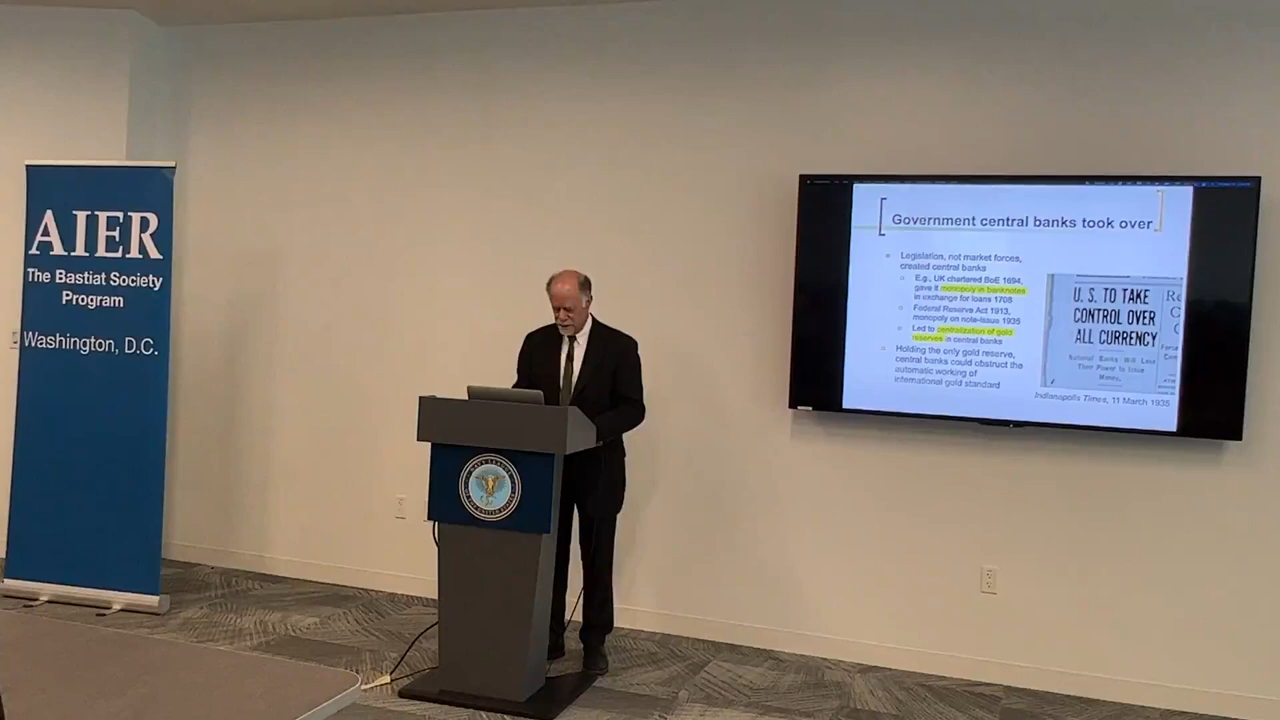 AIER
The Bastiat Society
Program
Washington, D.C.
Government central banks took over
Legislation, not market forces,
created central banks
E.g., UK chartered BoE 1694,
gave it monopoly in banknotes
in exchange for loans 1708
Federal Reserve Act 1913,
monopoly on note-issue 1935
Led to centralization of gold
reserves in central banks
Holding the only gold reserve,
central banks could obstruct the
automatic working of
international gold standard
U. S. TO TAKE
CONTROL OVER
ALL CURRENCY
National Banks Will Lose
Their Power to Issue
Money.
Indianapolis Times, 11 March 1935